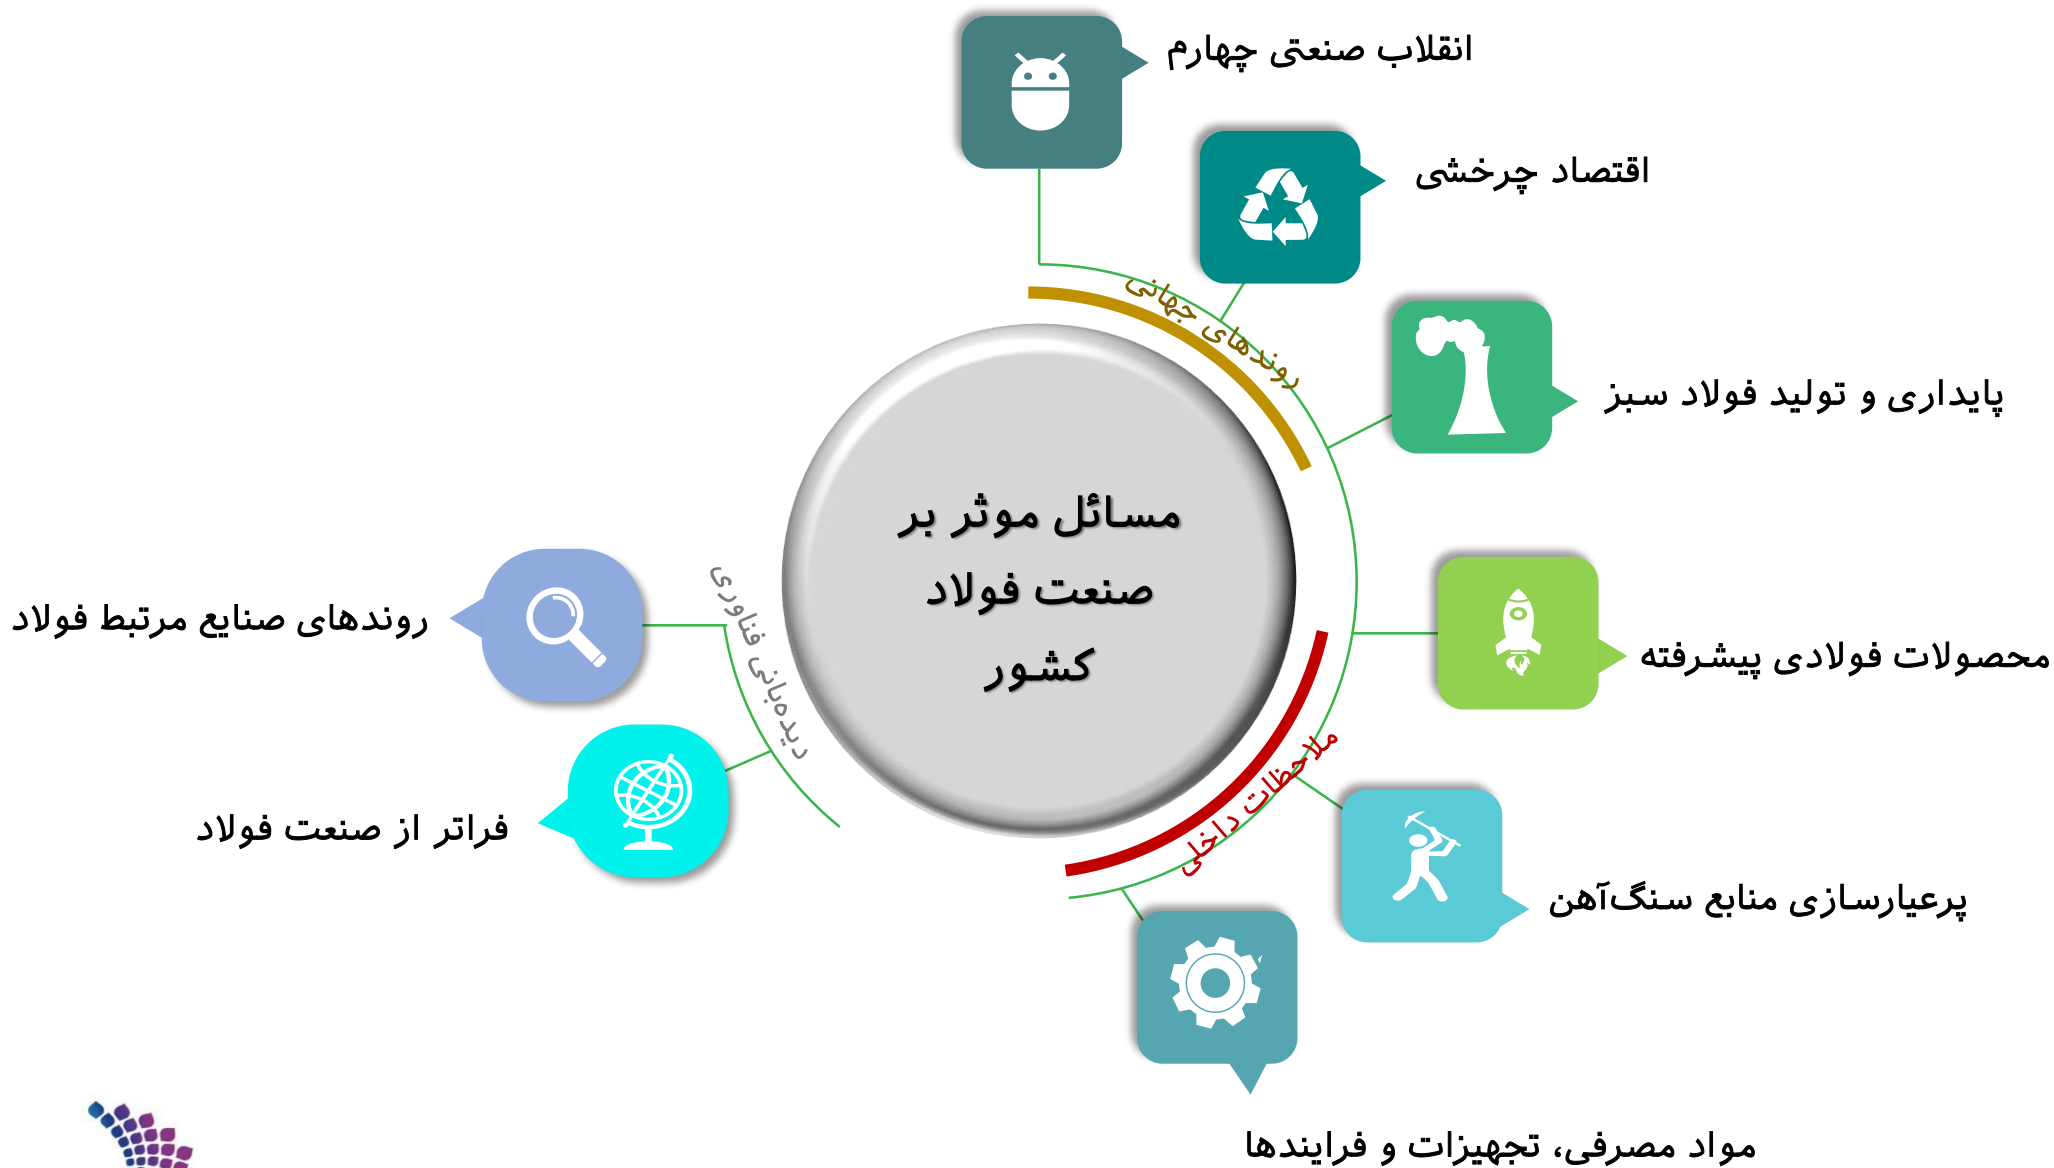 انقلاب صنعتی چهارم
اقتصاد چرخشی
روندهای جهانی
پایداری و تولید فولاد سبز
مسائل موثر بر
صنعت فولاد
کشور
محصولات فولادی پیشرفته
روندهای صنایع مرتبط فولاد
دیده‌بانی فناوری
ملاحظات داخلی
فراتر از صنعت فولاد
پرعیارسازی منابع سنگ‌آهن
مواد مصرفی، تجهیزات و فرایندها